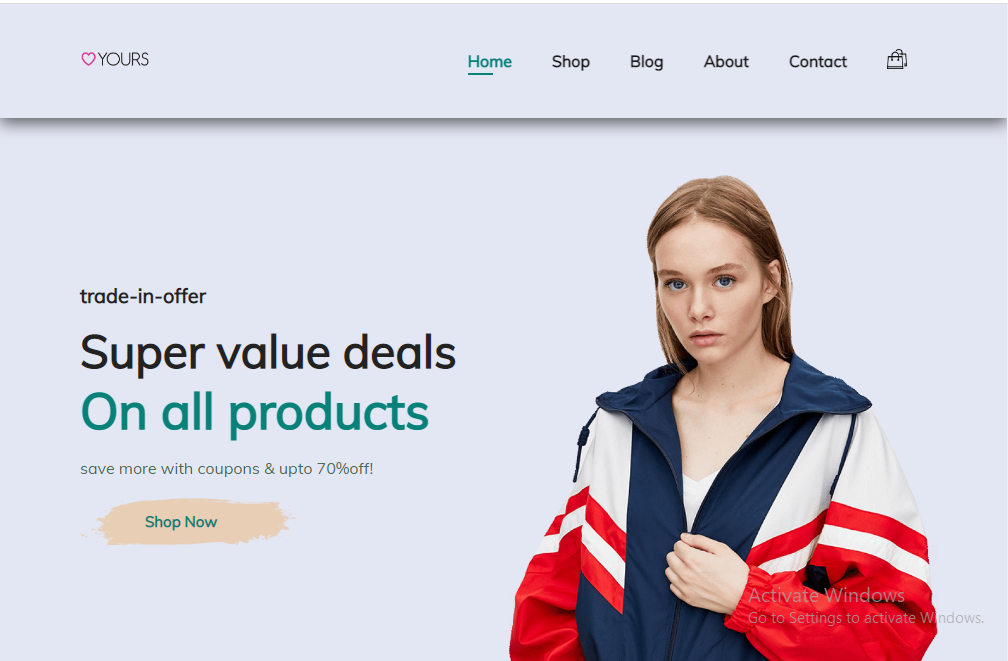 YOURS
Home Shop Blog About Contact
trade-in-offer
Super value deals
On all products
save more with coupons & upto 70%off!
Shop Now
Activate Windows
Go to Settings to activate Windows.